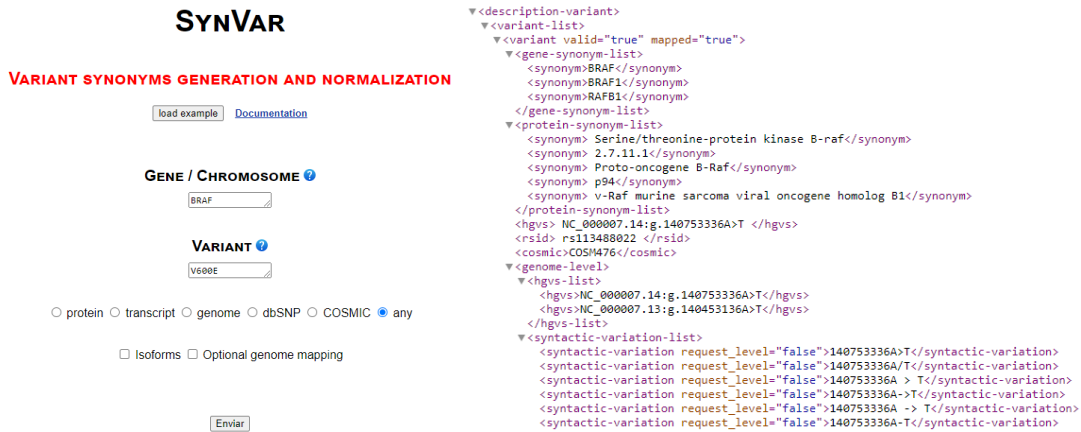 SYNVAR
VARIANT SYNONYMS GENERATION AND NORMALIZATION
load example Documentation
GENE / CHROMOSOME ?
BRAF
VARIANT ?
V600E
protein transcript genome dbSNP COSMIC any
Isoforms Optional genome mapping
Enviar
▼<description-variant>
▼<variant-list>
▼<variant valid="true" mapped="true">
▼<gene-synonym-list>
<synonym>BRAF</synonym>
<synonym>BRAF1</synonym>
<synonym>RAFB1</synonym>
</gene-synonym-list>
▼<protein-synonym-list>
<synonym> Serine/threonine-protein kinase B-raf</synonym>
<synonym> 2.7.11.1</synonym>
<synonym> Proto-oncogene B-Raf</synonym>
<synonym> p94</synonym>
<synonym> v-Raf murine sarcoma viral oncogene homolog B1</synonym>
</protein-synonym-list>
<hgvs> NC_000007.14:g.140753336A>T </hgvs>
<rsid> rs113488022 </rsid>
<cosmic>COSM476</cosmic>
▼<genome-level>
▼<hgvs-list>
<hgvs>NC_000007.14:g.140753336A>T</hgvs>
<hgvs>NC_000007.13:g.140453136A>T</hgvs>
</hgvs-list>
▼<syntactic-variation-list>
<syntactic-variation request_level="false">140753336A>T</syntactic-variation>
<syntactic-variation request_level="false">140753336A/T</syntactic-variation>
<syntactic-variation request_level="false">140753336A > T</syntactic-variation>
<syntactic-variation request_level="false">140753336A->T</syntactic-variation>
<syntactic-variation request_level="false">140753336A -> T</syntactic-variation>
<syntactic-variation request_level="false">140753336A-T</syntactic-variation>